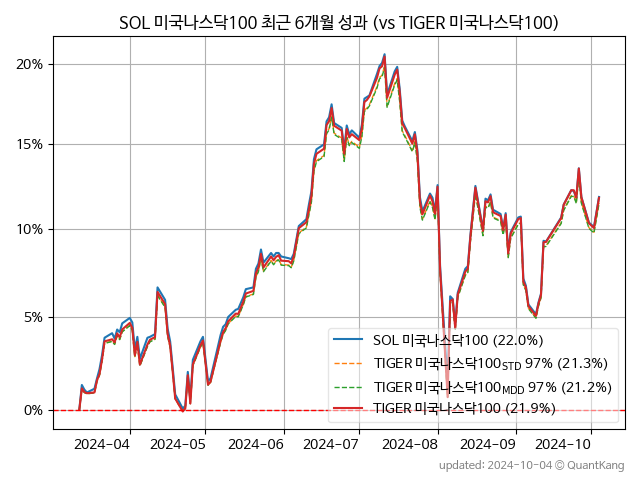 SOL 미국나스닥100 최근 6개월 성과 (vs TIGER 미국나스닥100)
20%
15%
10%
5%
0%
SOL 미국나스닥100 (22.0%)
TIGER 미국나스닥100STD 97% (21.3%)
TIGER 미국나스닥100MDD 97% (21.2%)
TIGER 미국나스닥100 (21.9%)
2024-04 2024-05 2024-06 2024-07 2024-08 2024-09 2024-10
updated: 2024-10-04 © QuantKang